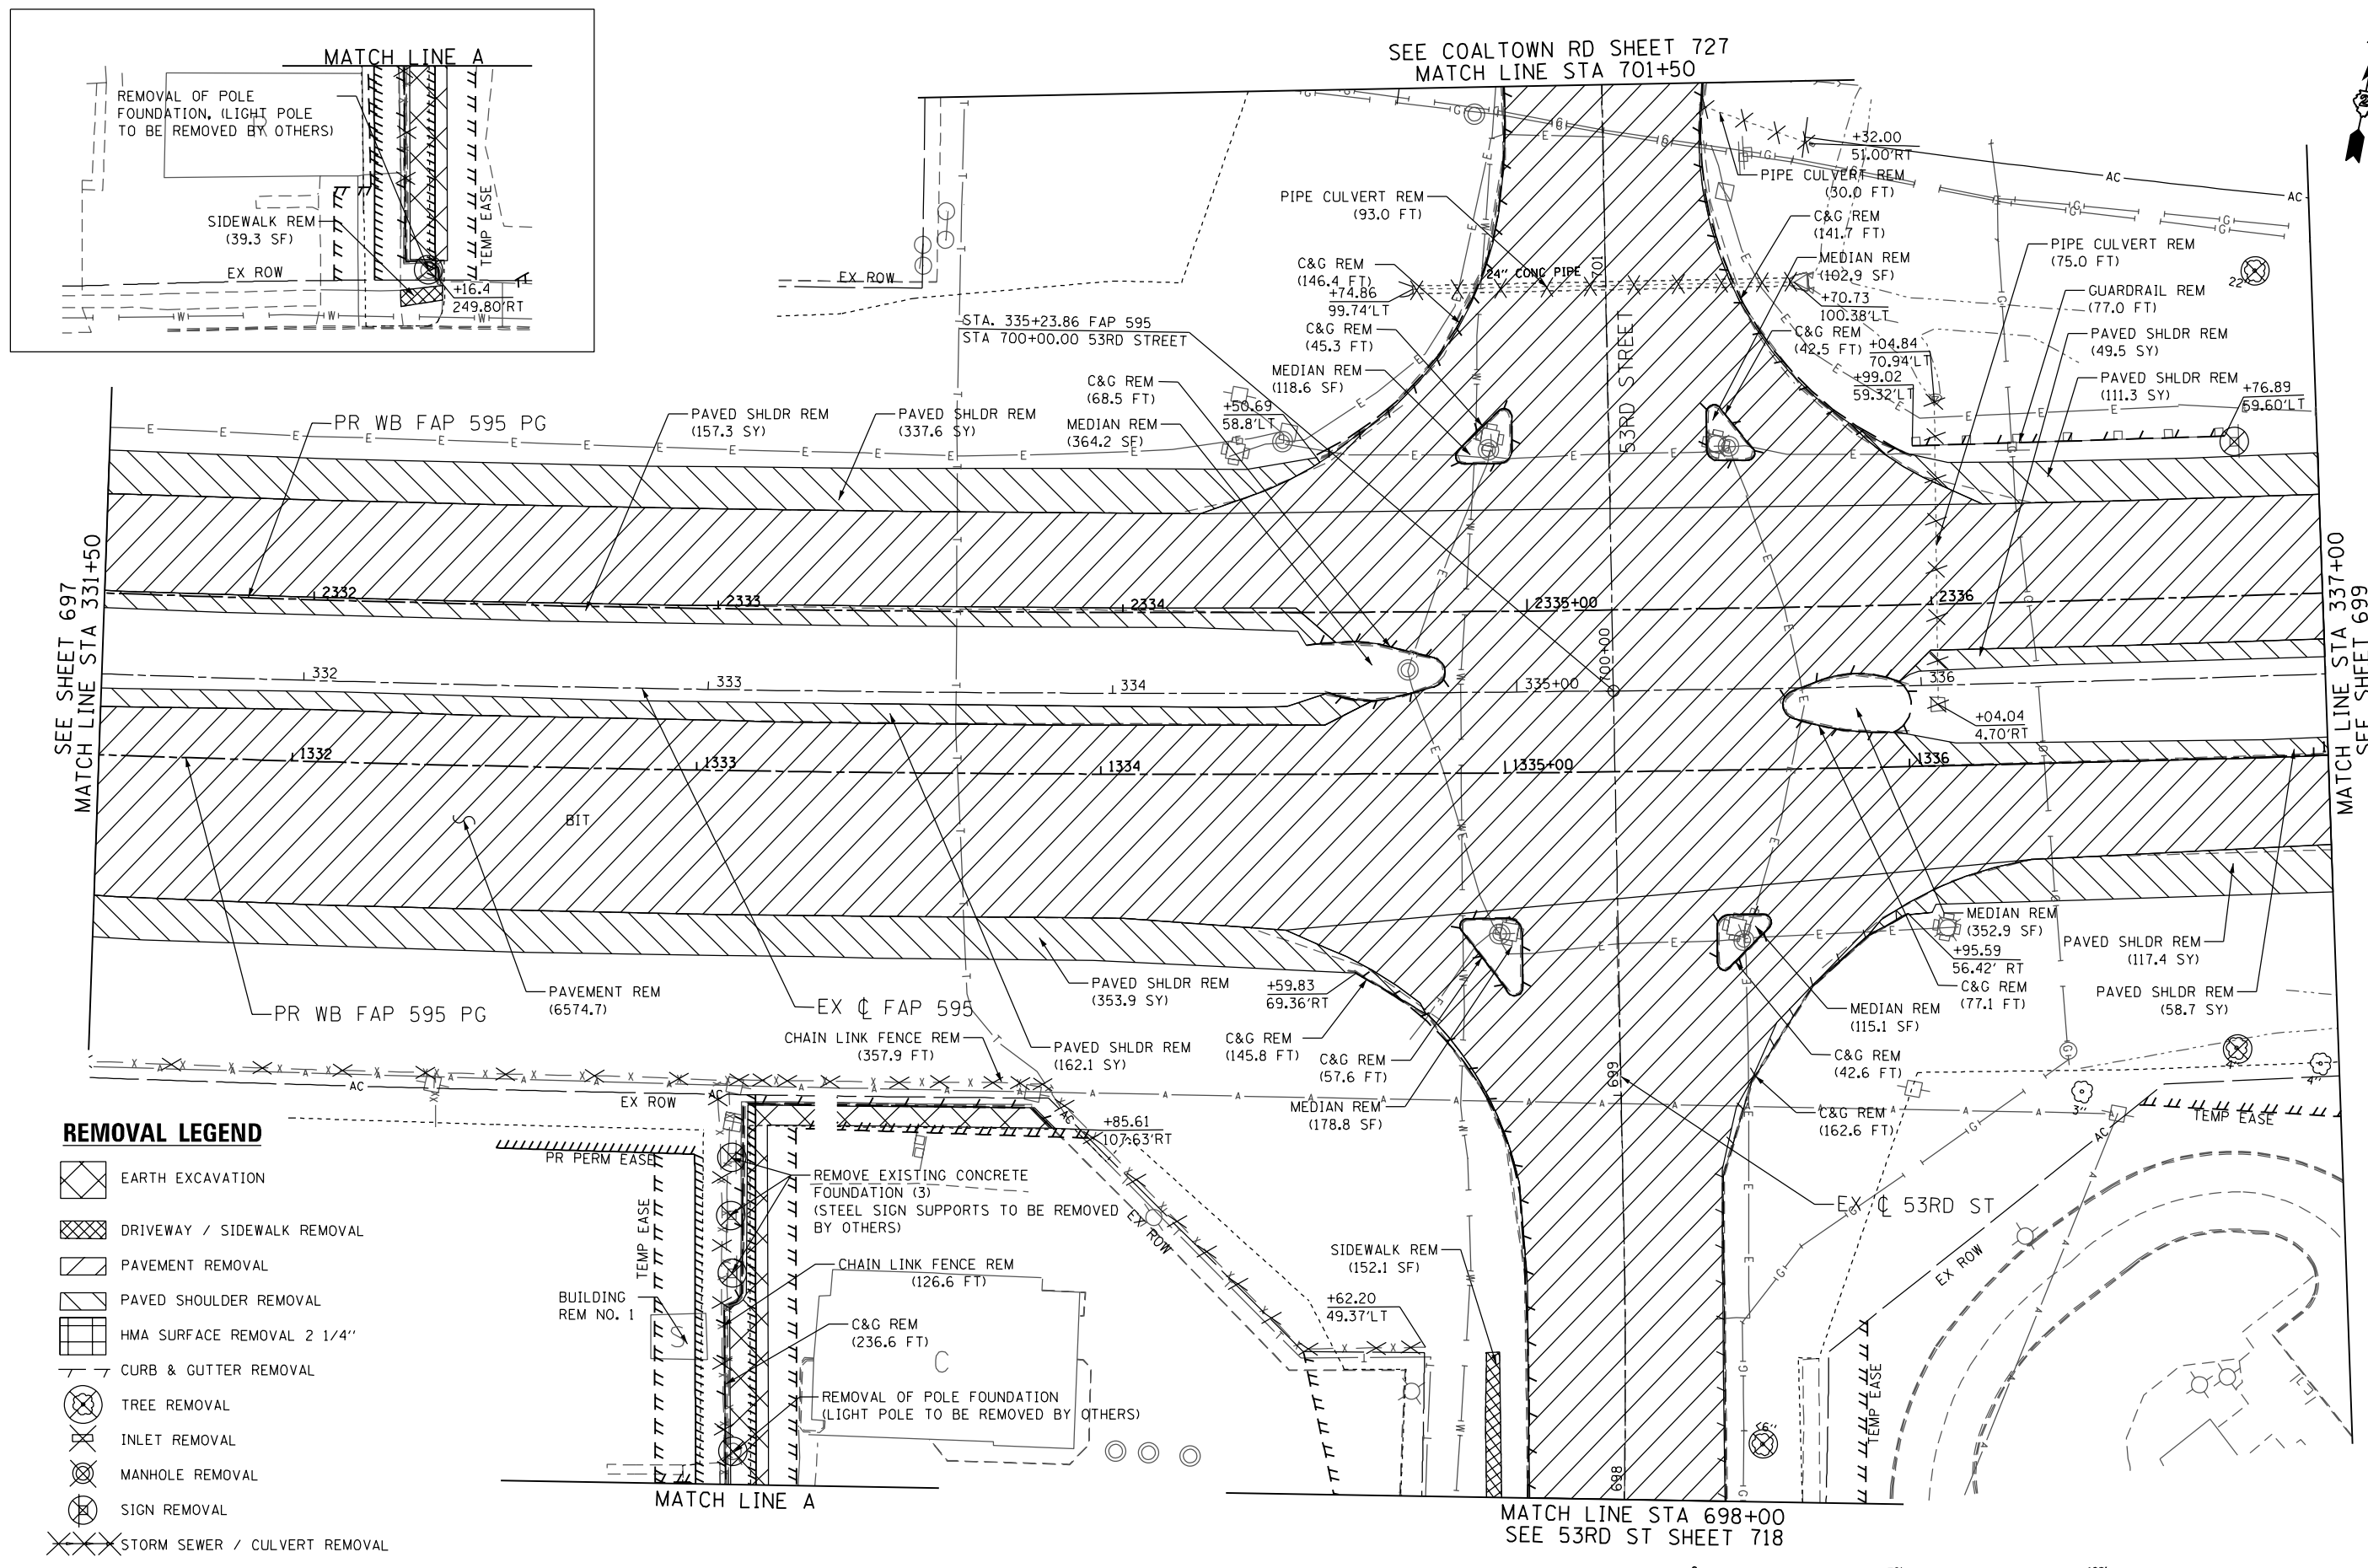 MATCH LINE A
REMOVAL OF POLE
FOUNDATION, (LIGHT POLE
TO BE REMOVED BY OTHERS)
R
SIDEWALK REM
(39.3 SF)
TEMP EASE
EX ROW
+16.4
249.80'RT
W W W W
SEE COALTOWN RD SHEET 727
MATCH LINE STA 701+50
+32.00
51.00'RT
PIPE CULVERT REM
(30.0 FT)
AC
AC
PIPE CULVERT REM
(93.0 FT)
C&G REM
(141.7 FT)
PIPE CULVERT REM
(75.0 FT)
MEDIAN REM
(102.9 SF)
C&G REM
(146.4 FT)
24" CONC PIPE
701
EX ROW
22"
GUARDRAIL REM
(77.0 FT)
+74.86
99.74'LT
+70.73
100.38'LT
STA. 335+23.86 FAP 595
STA 700+00.00 53RD STREET
C&G REM
(45.3 FT)
53RD STREET
C&G REM
(42.5 FT)
+04.84
70.94'LT
PAVED SHLDR REM
(49.5 SY)
MEDIAN REM
(118.6 SF)
+99.02
59.32'LT
PAVED SHLDR REM
(111.3 SY)
+76.89
59.60'LT
C&G REM
(68.5 FT)
+50.69
58.8'LT
PR WB FAP 595 PG
PAVED SHLDR REM
(157.3 SY)
PAVED SHLDR REM
(337.6 SY)
MEDIAN REM
(364.2 SF)
SEE SHEET 697
MATCH LINE STA 331+50
MATCH LINE STA 337+00
SEE SHEET 699
2332
2333
2334
2335+00
2336
332
333
334
335+00
700+00
336
+04.04
4.70'RT
1332
1333
1334
1335+00
1336
BIT
MEDIAN REM
(352.9 SF)
PAVED SHLDR REM
(117.4 SY)
+95.59
56.42' RT
PAVEMENT REM
(6574.7)
PAVED SHLDR REM
(353.9 SY)
+59.83
69.36'RT
C&G REM
(77.1 FT)
PAVED SHLDR REM
(58.7 SY)
PR WB FAP 595 PG
EX ℄ FAP 595
MEDIAN REM
(115.1 SF)
CHAIN LINK FENCE REM
(357.9 FT)
PAVED SHLDR REM
(162.1 SY)
C&G REM
(145.8 FT)
C&G REM
(57.6 FT)
C&G REM
(42.6 FT)
4"
4"
3"
AC
EX ROW
AC
AC
MEDIAN REM
(178.8 SF)
699
C&G REM
(162.6 FT)
TEMP EASE
AC
+85.61
107.63'RT
PR PERM EASE
TEMP EASE
REMOVE EXISTING CONCRETE
FOUNDATION (3)
(STEEL SIGN SUPPORTS TO BE REMOVED
BY OTHERS)
EX ROW
EX ℄ 53RD ST
EX ROW
SIDEWALK REM
(152.1 SF)
CHAIN LINK FENCE REM
(126.6 FT)
BUILDING
REM NO. 1
S
+62.20
49.37'LT
C&G REM
(236.6 FT)
C
REMOVAL OF POLE FOUNDATION
(LIGHT POLE TO BE REMOVED BY OTHERS)
6"
TEMP EASE
698
MATCH LINE A
MATCH LINE STA 698+00
SEE 53RD ST SHEET 718
REMOVAL LEGEND
EARTH EXCAVATION
DRIVEWAY / SIDEWALK REMOVAL
PAVEMENT REMOVAL
PAVED SHOULDER REMOVAL
HMA SURFACE REMOVAL 2 1/4"
CURB & GUTTER REMOVAL
TREE REMOVAL
INLET REMOVAL
MANHOLE REMOVAL
SIGN REMOVAL
STORM SEWER / CULVERT REMOVAL